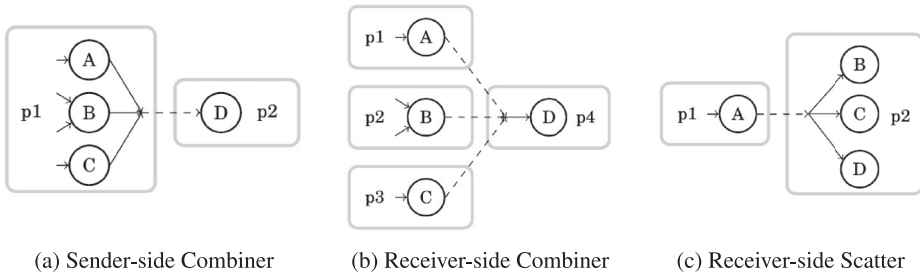 p1
A
B
C
D
p2
(a) Sender-side Combiner
p1
A
p2
B
p3
C
D
p4
(b) Receiver-side Combiner
p1
A
B
C
D
p2
(c) Receiver-side Scatter